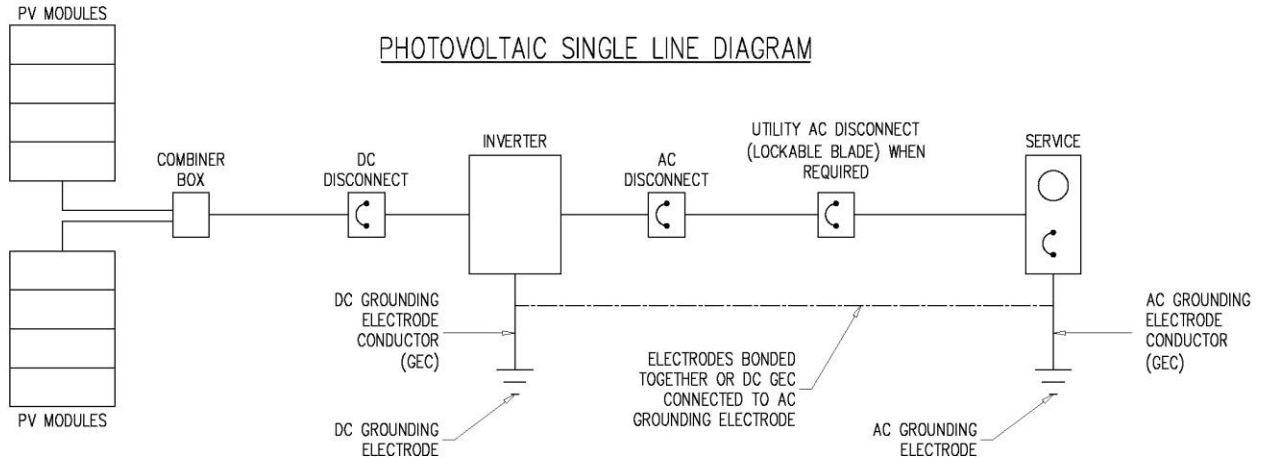 PV MODULES
PHOTOVOLTAIC SINGLE LINE DIAGRAM
COMBINER
BOX
DC
DISCONNECT
INVERTER
AC
DISCONNECT
UTILITY AC DISCONNECT
(LOCKABLE BLADE) WHEN
REQUIRED
SERVICE
PV MODULES
DC GROUNDING
ELECTRODE
CONDUCTOR
(GEC)
DC GROUNDING
ELECTRODE
ELECTRODES BONDED
TOGETHER OR DC GEC
CONNECTED TO AC
GROUNDING ELECTRODE
AC GROUNDING
ELECTRODE
CONDUCTOR
(GEC)
AC GROUNDING
ELECTRODE